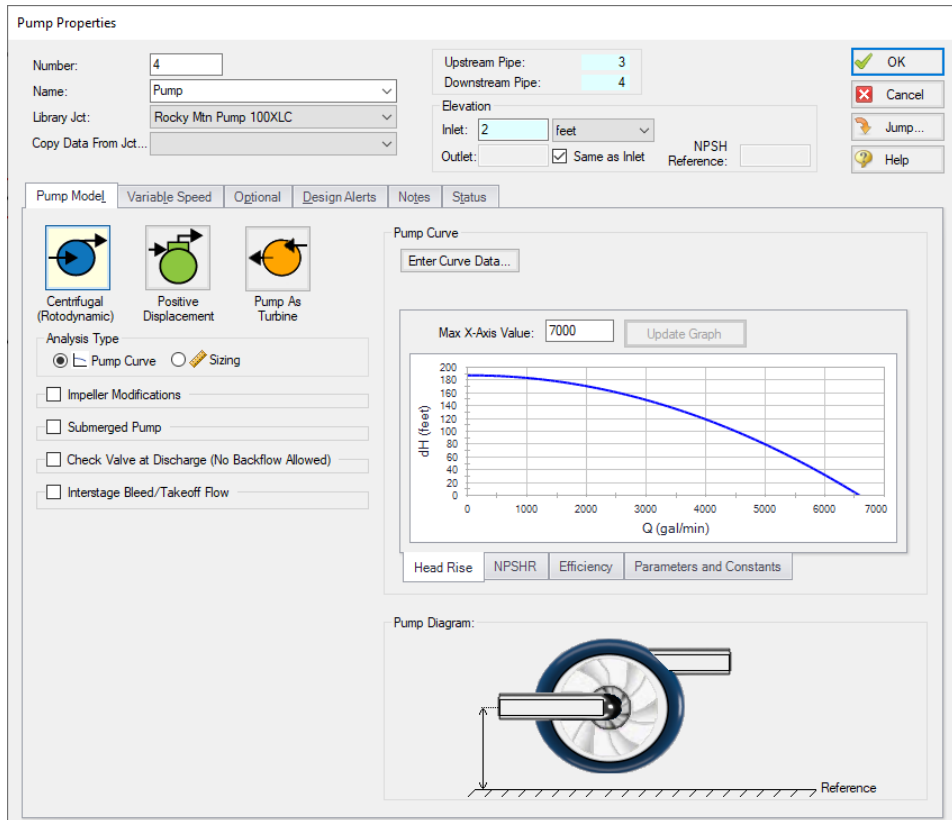 Pump Properties
Number: 4
Name: Pump
Library Jct: Rocky Mtn Pump 100XLC
Copy Data From Jct...
Upstream Pipe: 3
Downstream Pipe: 4
Elevation
Inlet: 2 feet
Outlet: Same as Inlet
NPSH
Reference:
OK
Cancel
Jump...
Help
Pump Model Variable Speed Optional Design Alerts Notes Status
Centrifugal
(Rotodynamic)
Positive
Displacement
Pump As
Turbine
Analysis Type
Pump Curve Sizing
Impeller Modifications
Submerged Pump
Check Valve at Discharge (No Backflow Allowed)
Interstage Bleed/Takeoff Flow
Pump Curve
Enter Curve Data...
Max X-Axis Value: 7000 Update Graph
dH (feet)
200
180
160
140
120
100
80
60
40
20
0
0 1000 2000 3000 4000 5000 6000 7000
Q (gal/min)
Head Rise NPSHR Efficiency Parameters and Constants
Pump Diagram:
Reference